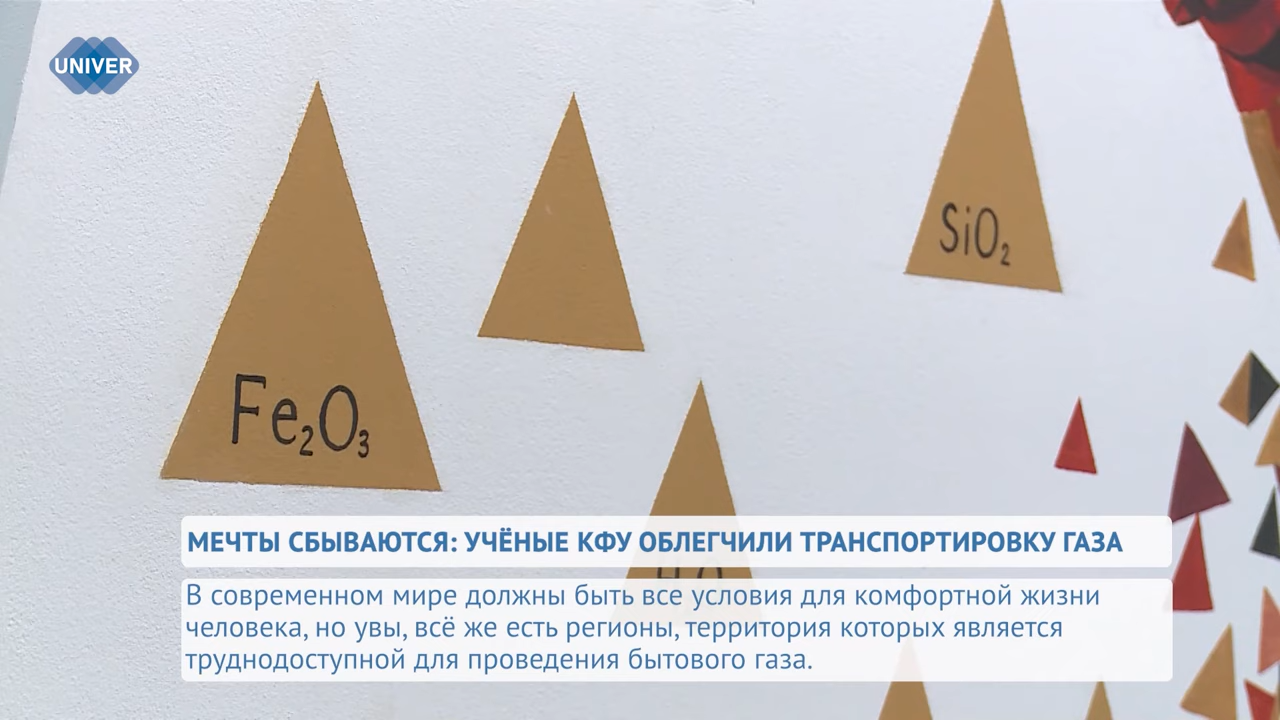 UNIVER
SiO₂
Fe₂O₃
МЕЧТЫ СБЫВАЮТСЯ: УЧЁНЫЕ КФУ ОБЛЕГЧИЛИ ТРАНСПОРТИРОВКУ ГАЗА
В современном мире должны быть все условия для комфортной жизни
человека, но увы, всё же есть регионы, территория которых является
труднодоступной для проведения бытового газа.